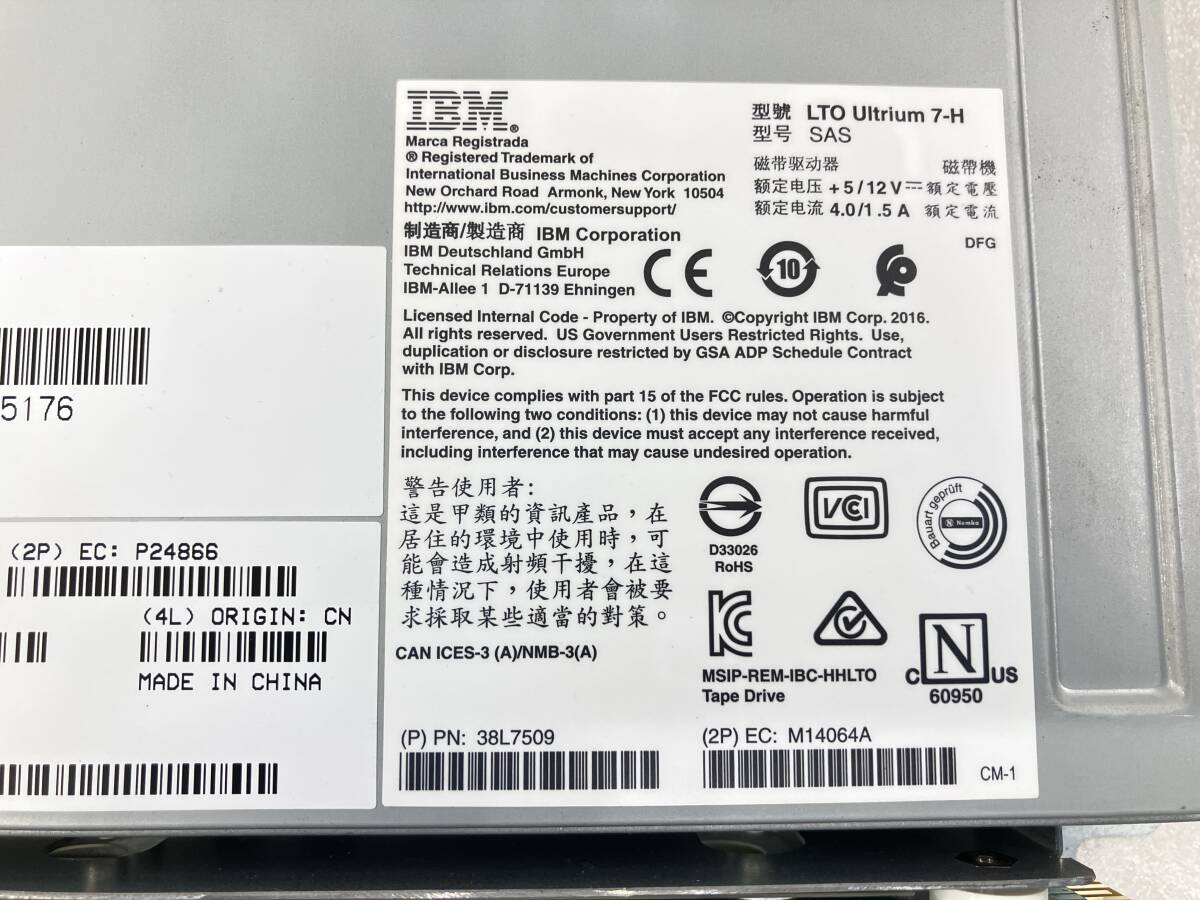 IBM®
Marca Registrada
® Registered Trademark of
International Business Machines Corporation
New Orchard Road Armonk, New York 10504
http://www.ibm.com/customersupport/
制造商/製造商 IBM Corporation
IBM Deutschland GmbH
Technical Relations Europe
IBM-Allee 1 D-71139 Ehningen
型號 LTO Ultrium 7-H
型号 SAS
磁带驱动器 磁帶機
额定电压 +5/12V⎓額定電壓
额定电流 4.0/1.5 A 額定電流
DFG
CE
10
Licensed Internal Code - Property of IBM. ©Copyright IBM Corp. 2016.
All rights reserved. US Government Users Restricted Rights. Use,
duplication or disclosure restricted by GSA ADP Schedule Contract
with IBM Corp.
This device complies with part 15 of the FCC rules. Operation is subject
to the following two conditions: (1) this device may not cause harmful
interference, and (2) this device must accept any interference received,
including interference that may cause undesired operation.
警告使用者:
這是甲類的資訊產品，在
居住的環境中使用時，可
能會造成射頻干擾，在這
種情況下，使用者會被要
求採取某些適當的對策。
CAN ICES-3 (A)/NMB-3(A)
D33026
RoHS
VCI
Bauart geprüft
N Nemko
MSIP-REM-IBC-HHLTO
Tape Drive
C N US
60950
(P) PN: 38L7509
(2P) EC: M14064A
CM-1
5176
(2P) EC: P24866
(4L) ORIGIN: CN
MADE IN CHINA